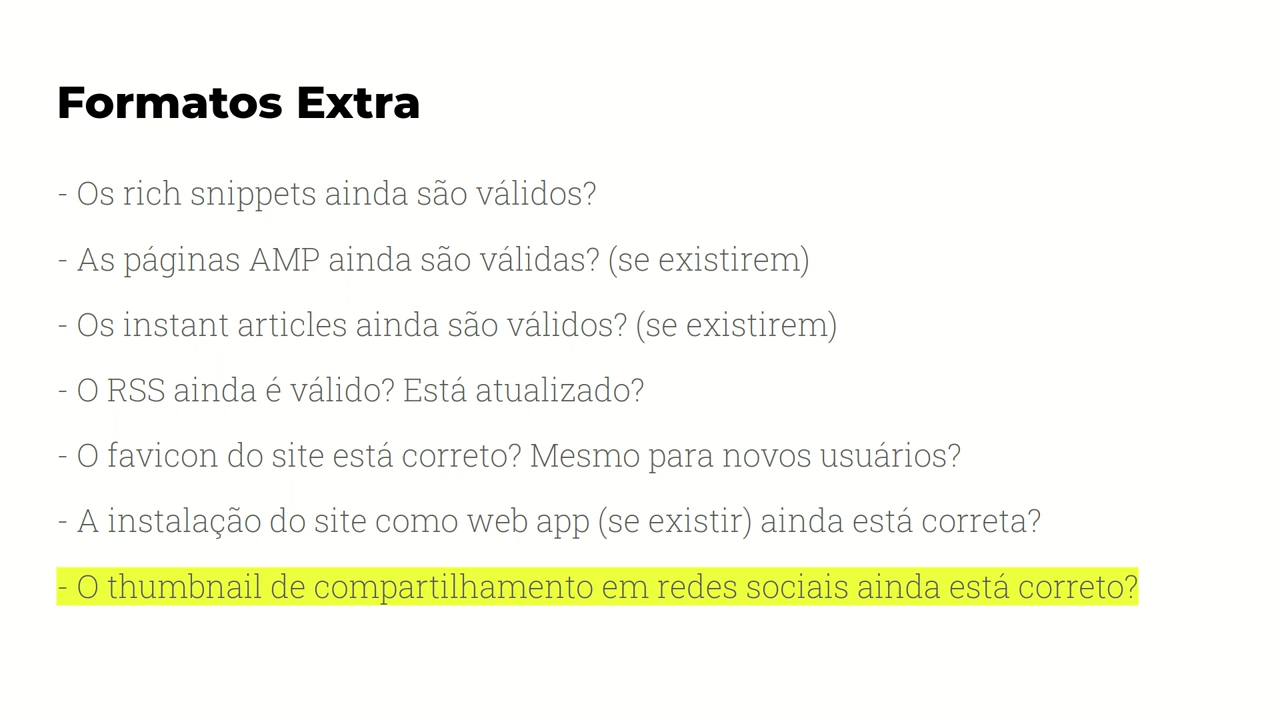 Formatos Extra
- Os rich snippets ainda são válidos?
- As páginas AMP ainda são válidas? (se existirem)
- Os instant articles ainda são válidos? (se existirem)
- O RSS ainda é válido? Está atualizado?
- O favicon do site está correto? Mesmo para novos usuários?
- A instalação do site como web app (se existir) ainda está correta?
- O thumbnail de compartilhamento em redes sociais ainda está correto?